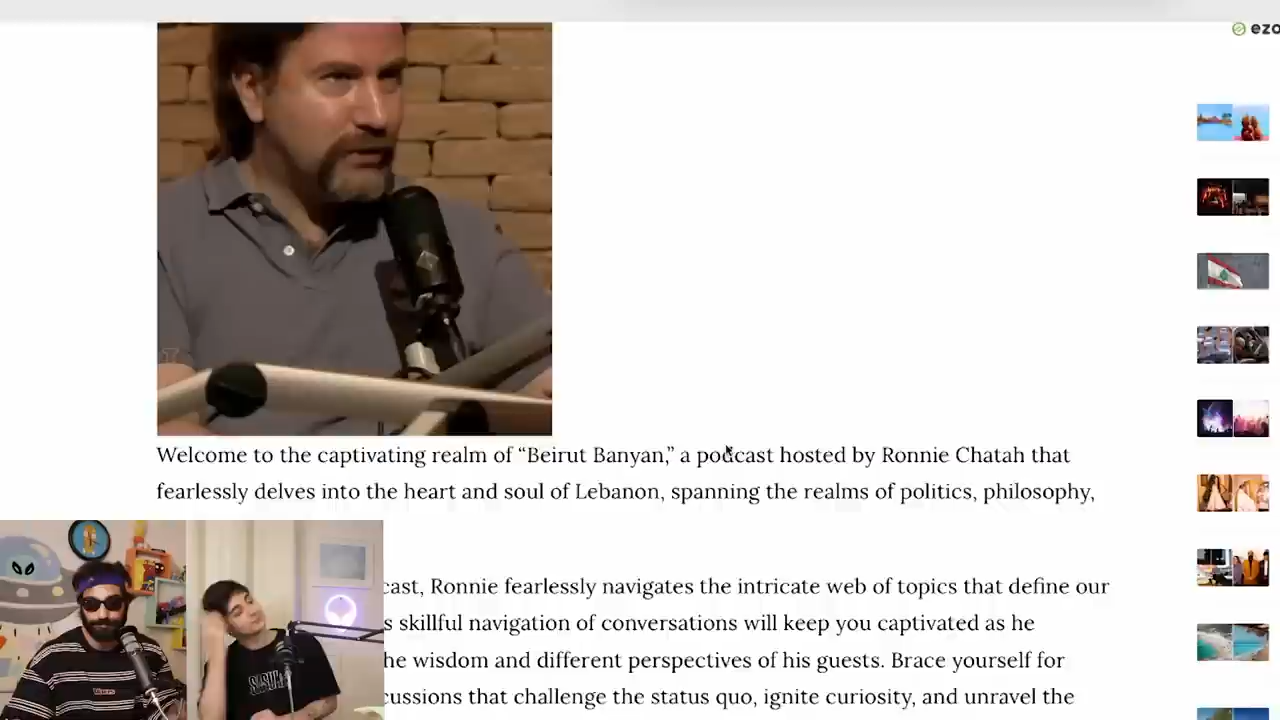 ezo
Welcome to the captivating realm of “Beirut Banyan,” a podcast hosted by Ronnie Chatah that
fearlessly delves into the heart and soul of Lebanon, spanning the realms of politics, philosophy,
cast, Ronnie fearlessly navigates the intricate web of topics that define our
s skillful navigation of conversations will keep you captivated as he
he wisdom and different perspectives of his guests. Brace yourself for
cussions that challenge the status quo, ignite curiosity, and unravel the